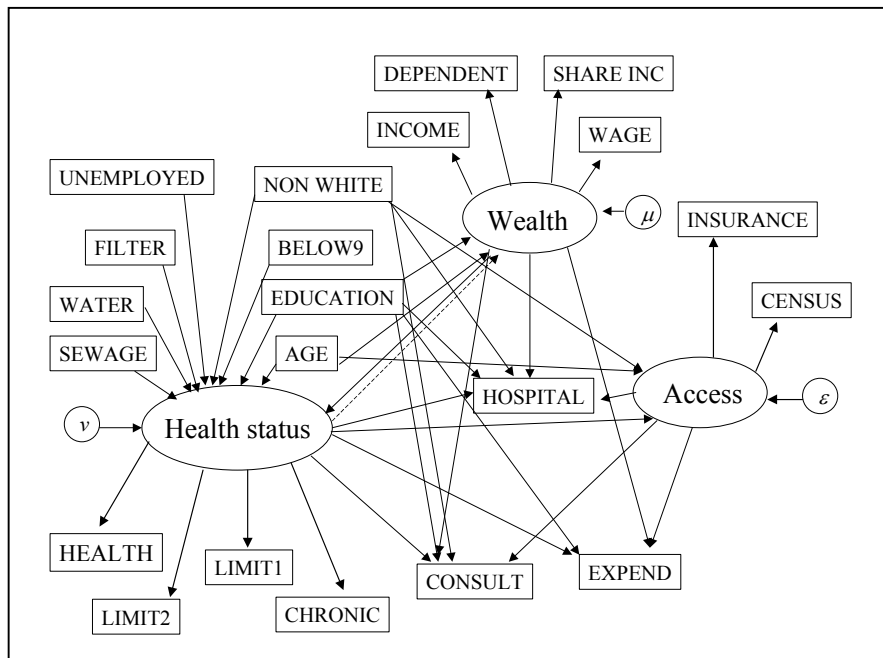 DEPENDENT
SHARE INC
INCOME
WAGE
UNEMPLOYED
NON WHITE
Wealth
μ
INSURANCE
FILTER
BELOW9
WATER
EDUCATION
CENSUS
SEWAGE
AGE
HOSPITAL
Access
ε
ν
Health status
HEALTH
LIMIT1
CONSULT
EXPEND
LIMIT2
CHRONIC